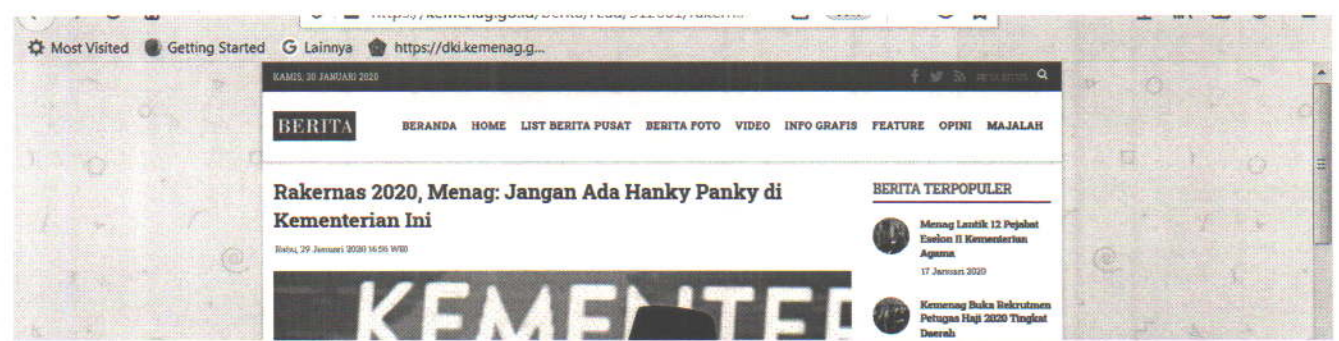 Most Visited Getting Started G Lainnya https://dki.kemenag.g...
KAMIS, 30 JANUARI 2020
BERITA
BERANDA HOME LIST BERITA PUSAT BERITA FOTO VIDEO INFO GRAFIS FEATURE OPINI MAJALAH
Rakernas 2020, Menag: Jangan Ada Hanky Panky di
Kementerian Ini
Rabu, 29 Januari 2020 16:56 WIB
KEMENTER
BERITA TERPOPULER
Menag Lantik 12 Pejabat
Eselon II Kementerian
Agama
17 Januari 2020
Kemenag Buka Rekrutmen
Petugas Haji 2020 Tingkat
Daerah